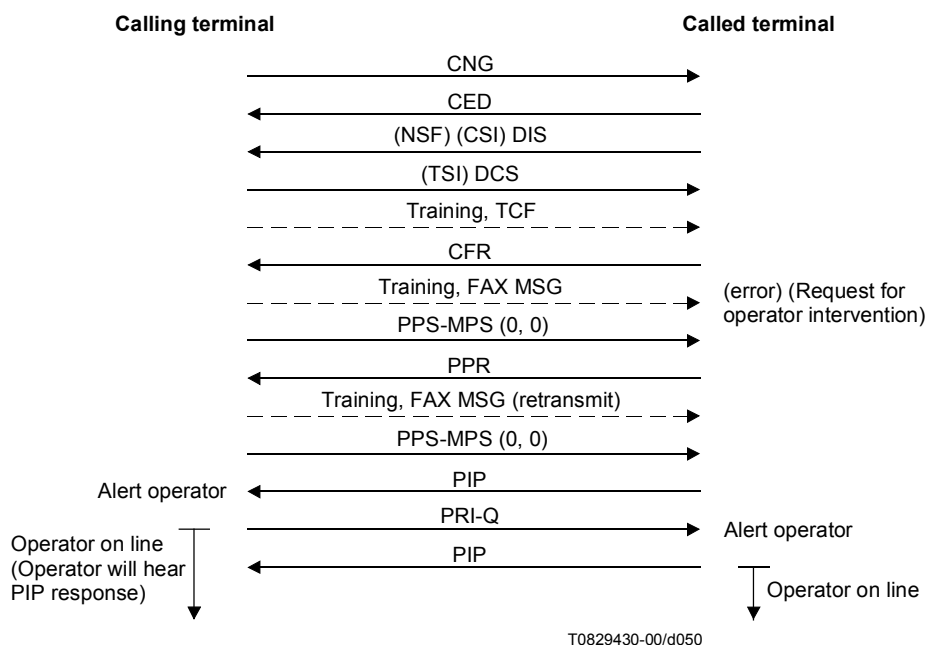 Calling terminal
Called terminal
CNG
CED
(NSF) (CSI) DIS
(TSI) DCS
Training, TCF
CFR
Training, FAX MSG
(error) (Request for
operator intervention)
PPS-MPS (0, 0)
PPR
Training, FAX MSG (retransmit)
PPS-MPS (0, 0)
PIP
Alert operator
PRI-Q
Alert operator
Operator on line
(Operator will hear
PIP response)
PIP
Operator on line
T0829430-00/d050